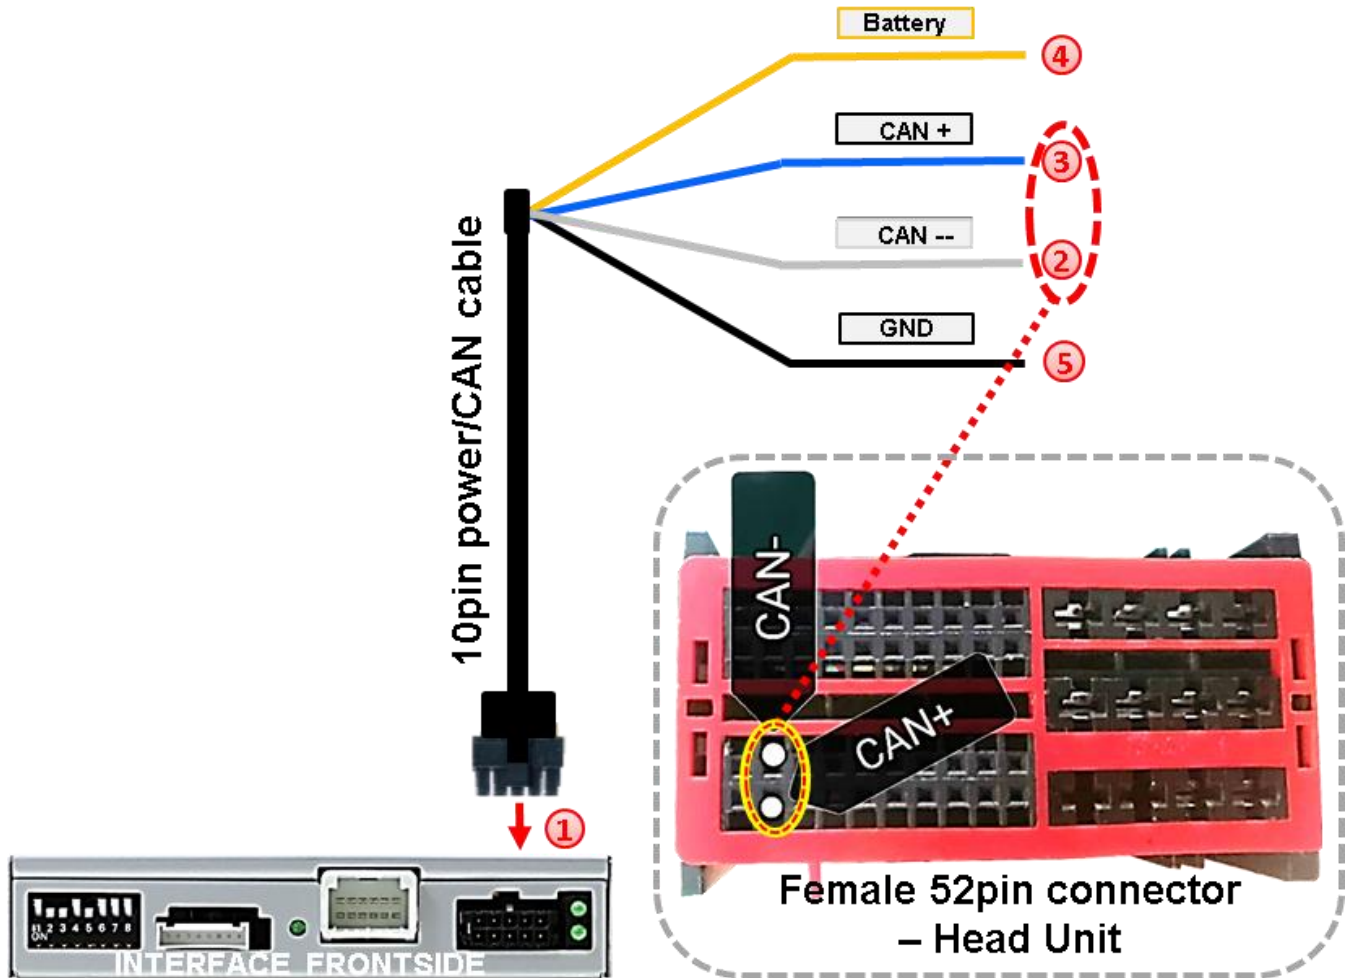 Battery
4
CAN +
3
CAN --
2
GND
5
10pin power/CAN cable
CAN-
CAN+
1
1 2 3 4 5 6 7 8
ON
INTERFACE FRONTSIDE
Female 52pin connector
– Head Unit